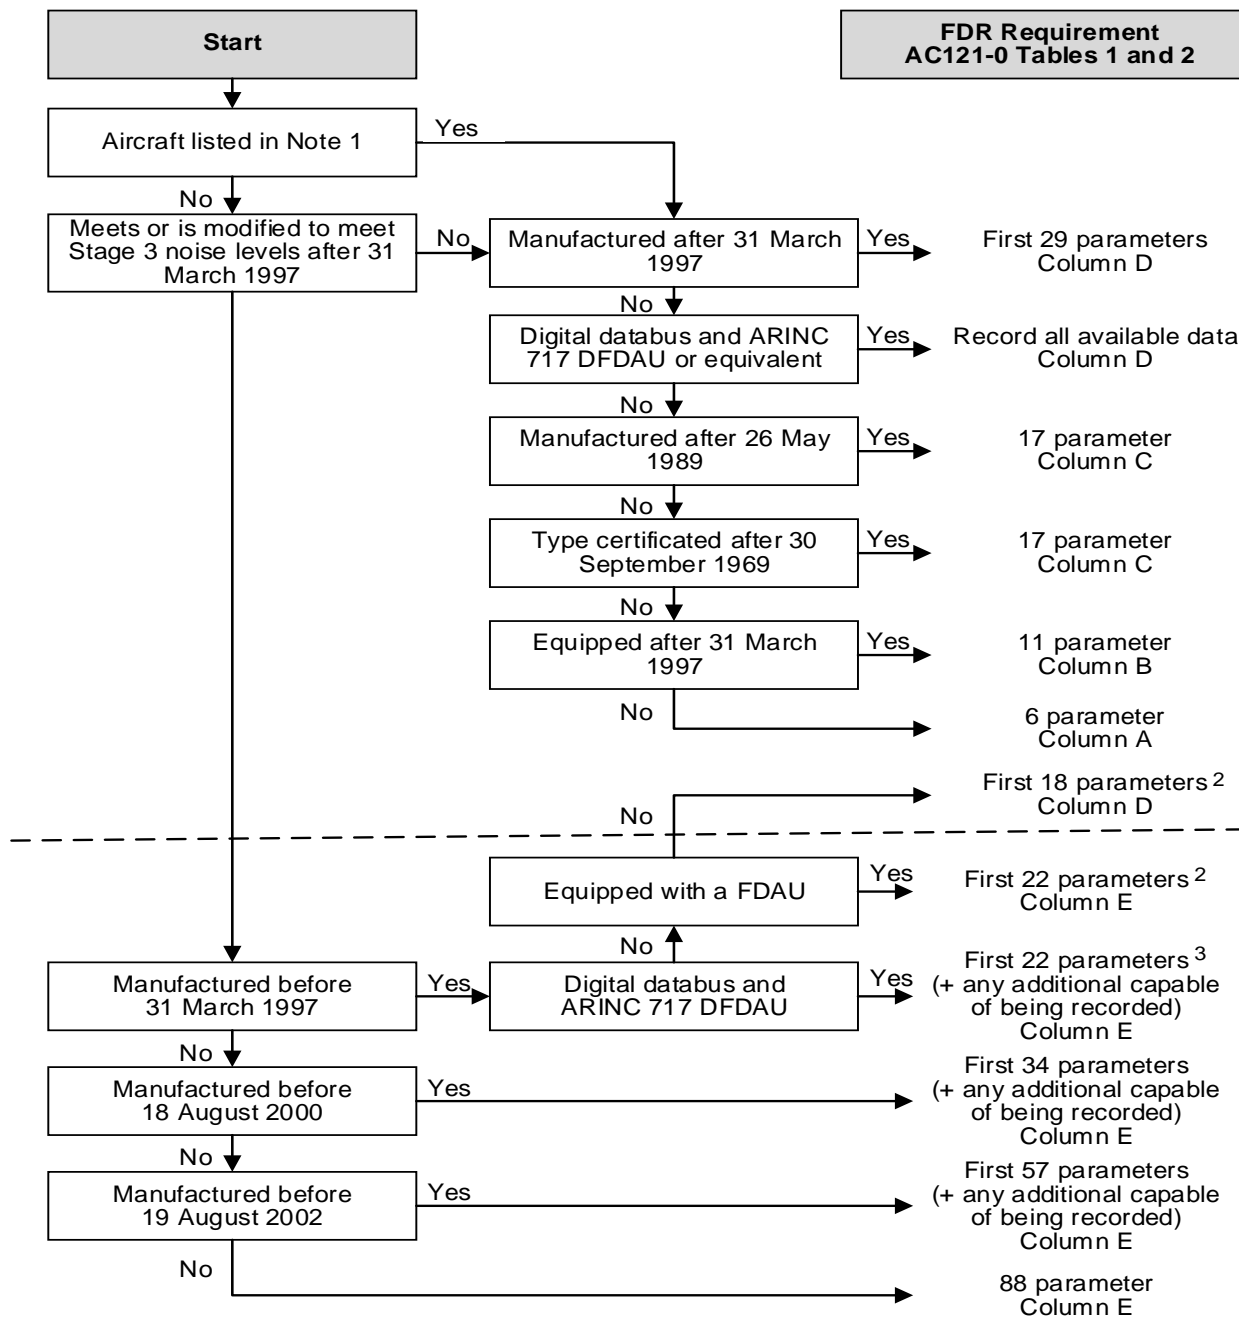 Start
FDR Requirement
AC121-0 Tables 1 and 2
Aircraft listed in Note 1
Yes
No
Meets or is modified to meet
Stage 3 noise levels after 31
March 1997
No
Manufactured after 31 March
1997
Yes
First 29 parameters
Column D
No
Digital databus and ARINC
717 DFDAU or equivalent
Yes
Record all available data
Column D
No
Manufactured after 26 May
1989
Yes
17 parameter
Column C
No
Type certificated after 30
September 1969
Yes
17 parameter
Column C
No
Equipped after 31 March
1997
Yes
11 parameter
Column B
No
6 parameter
Column A
First 18 parameters 2
Column D
No
Equipped with a FDAU
Yes
First 22 parameters 2
Column E
No
Manufactured before
31 March 1997
Yes
Digital databus and
ARINC 717 DFDAU
Yes
First 22 parameters 3
(+ any additional capable
of being recorded)
Column E
No
Manufactured before
18 August 2000
Yes
First 34 parameters
(+ any additional capable
of being recorded)
Column E
No
Manufactured before
19 August 2002
Yes
First 57 parameters
(+ any additional capable
of being recorded)
Column E
No
88 parameter
Column E